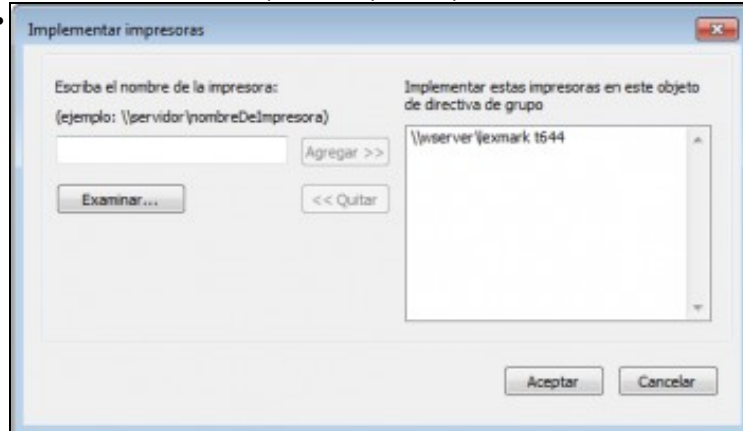 Implementar impresoras
Escriba el nombre de la impresora:
(ejemplo: \\servidor\nombreDeImpresora)
Agregar >>
Examinar...
<< Quitar
Implementar estas impresoras en este objeto
de directiva de grupo
\\wserver\lexmark t644
Aceptar
Cancelar